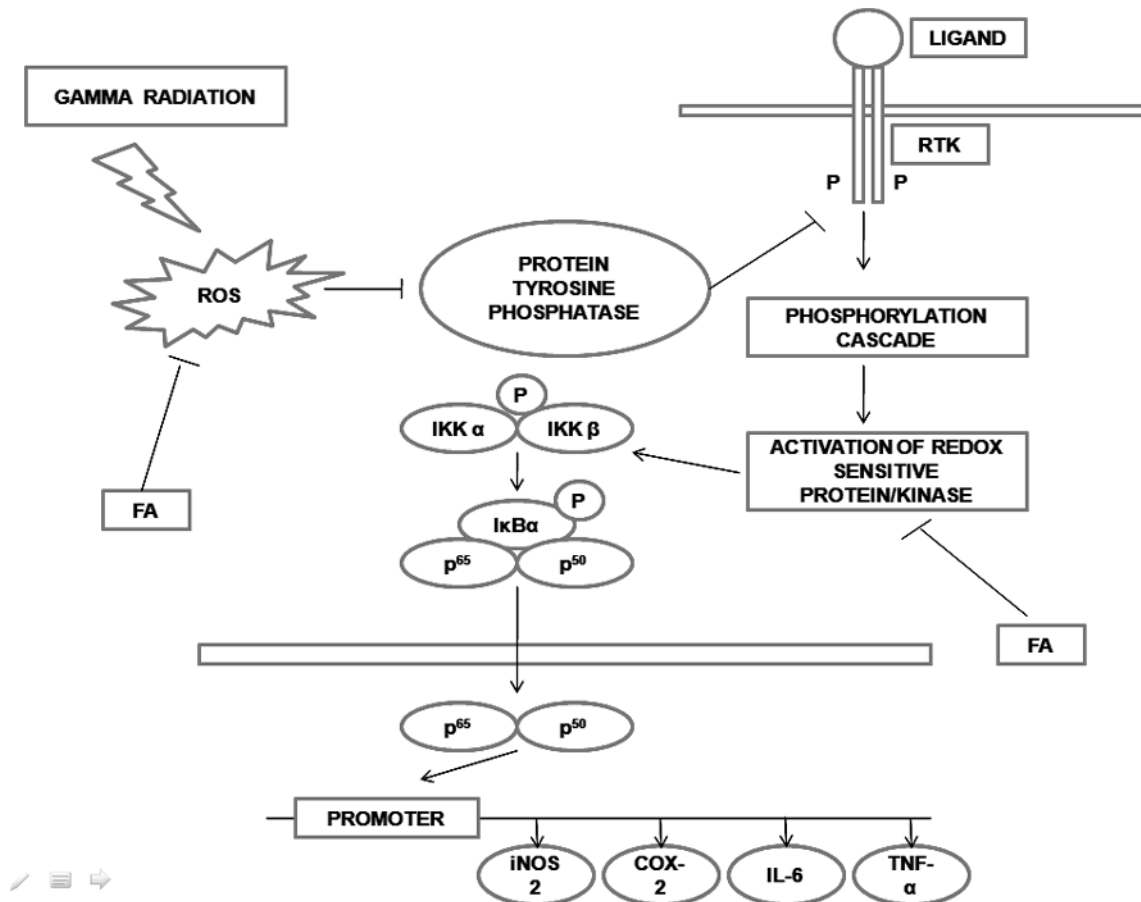 LIGAND
GAMMA RADIATION
RTK
P P
ROS
PROTEIN
TYROSINE
PHOSPHATASE
PHOSPHORYLATION
CASCADE
P
IKK α IKK β
ACTIVATION OF REDOX
SENSITIVE
PROTEIN/KINASE
FA
P
IκBα
p⁶⁵ p⁵⁰
FA
p⁶⁵ p⁵⁰
PROMOTER
iNOS
2
COX-
2
IL-6
TNF-
α